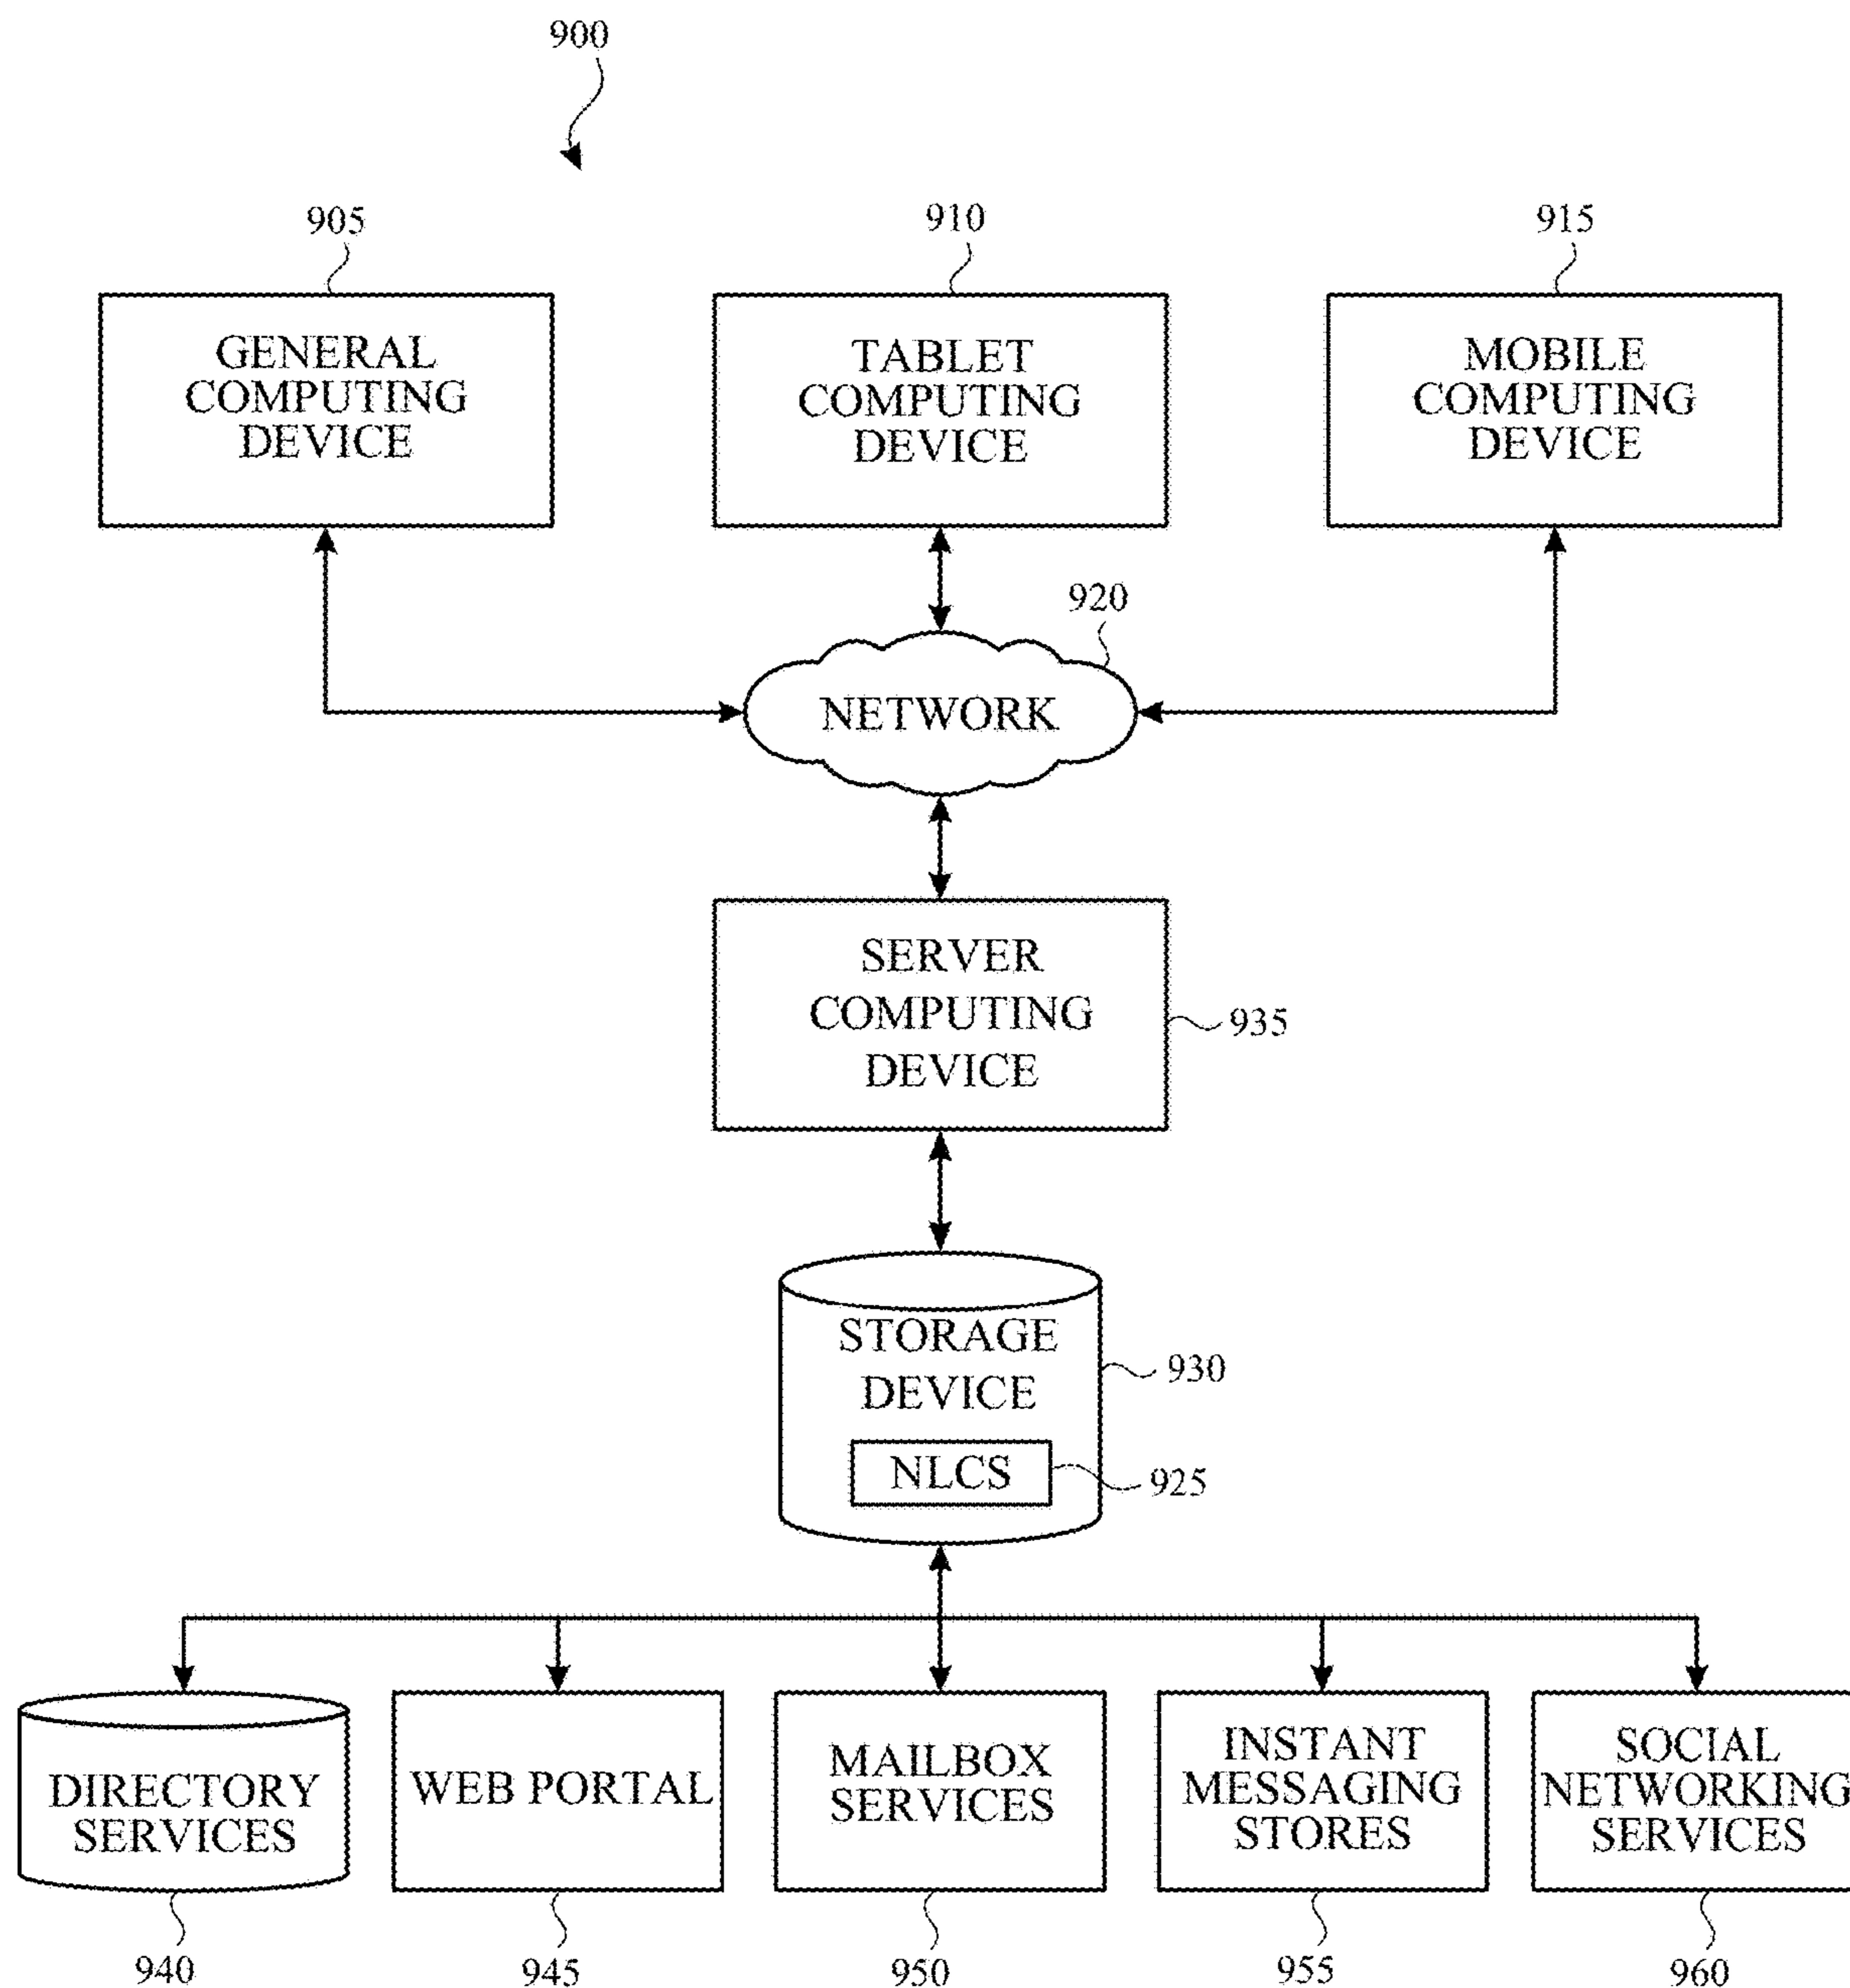 900
905
910
915
GENERAL
COMPUTING
DEVICE
TABLET
COMPUTING
DEVICE
MOBILE
COMPUTING
DEVICE
920
NETWORK
SERVER
COMPUTING
DEVICE
935
STORAGE
DEVICE
930
NLCS
925
DIRECTORY
SERVICES
WEB PORTAL
MAILBOX
SERVICES
INSTANT
MESSAGING
STORES
SOCIAL
NETWORKING
SERVICES
940
945
950
955
960